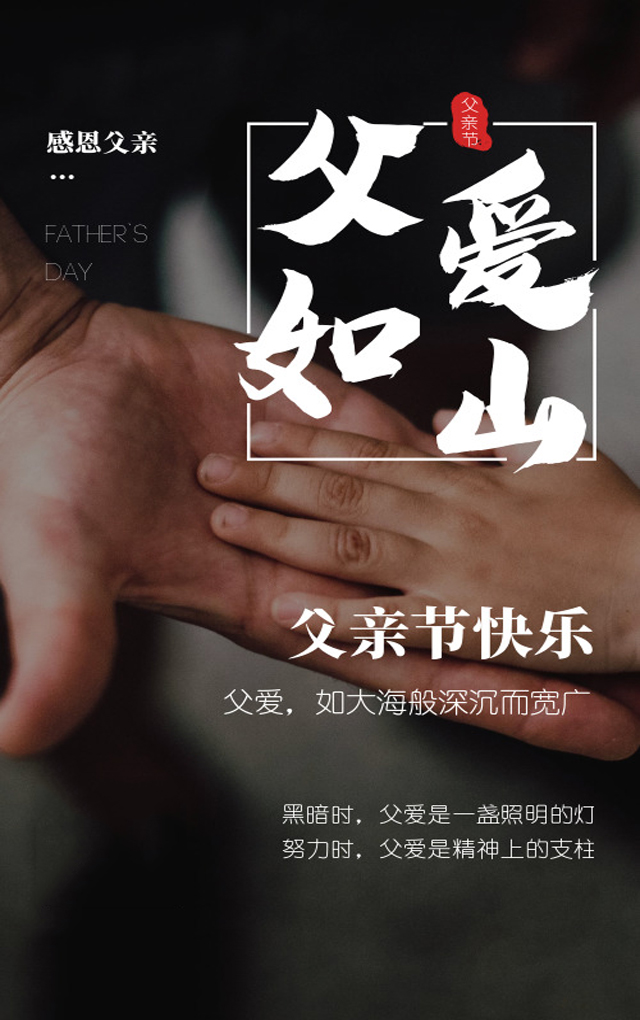 感恩父亲
...
FATHER`S
DAY
父亲节
父爱
如山
父亲节快乐
父爱，如大海般深沉而宽广
黑暗时，父爱是一盏照明的灯
努力时，父爱是精神上的支柱